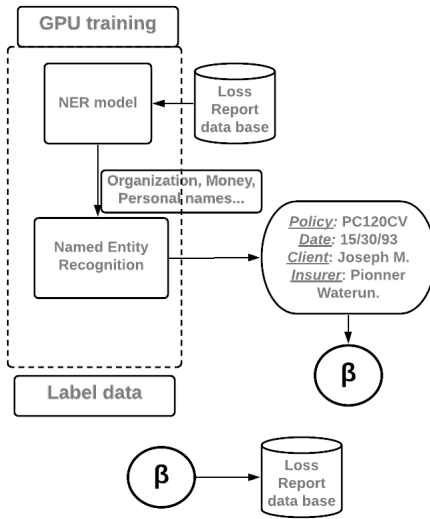 GPU training
NER model
Loss
Report
data base
Organization, Money,
Personal names...
Named Entity
Recognition
Policy: PC120CV
Date: 15/30/93
Client: Joseph M.
Insurer: Pionner
Waterun.
β
Label data
β
Loss
Report
data base